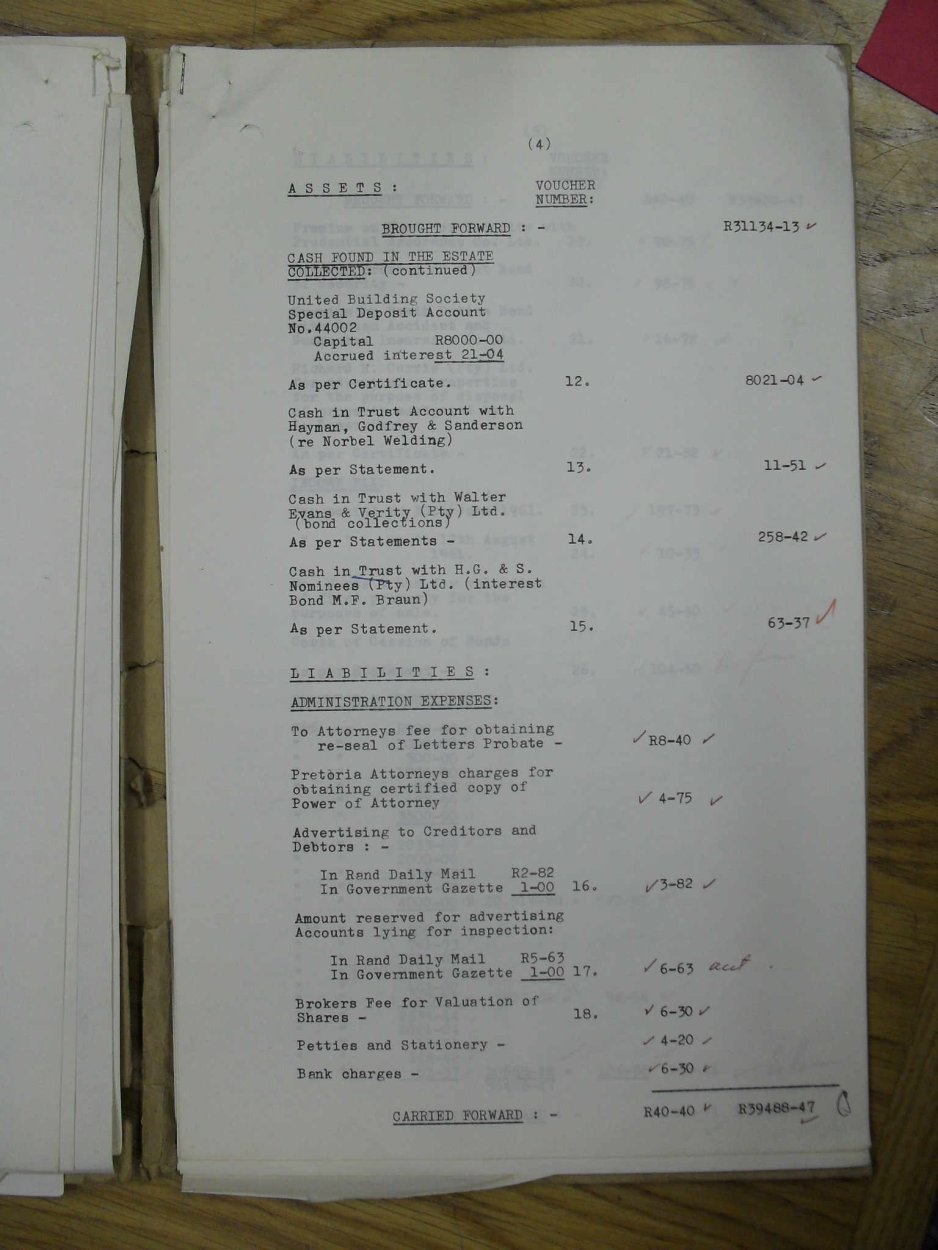 (4)
A S S E T S : VOUCHER
NUMBER:
BROUGHT FORWARD : - R31134-13
CASH FOUND IN THE ESTATE
COLLECTED: (continued)
United Building Society
Special Deposit Account
No.44002
Capital R8000-00
Accrued interest 21-04
As per Certificate. 12. 8021-04
Cash in Trust Account with
Hayman, Godfrey & Sanderson
(re Norbel Welding)
As per Statement. 13. 11-51
Cash in Trust with Walter
Evans & Verity (Pty) Ltd.
(bond collections)
As per Statements - 14. 258-42
Cash in Trust with H.G. & S.
Nominees (Pty) Ltd. (interest
Bond M.F. Braun)
As per Statement. 15. 63-37
L I A B I L I T I E S :
ADMINISTRATION EXPENSES:
To Attorneys fee for obtaining
re-seal of Letters Probate - R8-40
Pretoria Attorneys charges for
obtaining certified copy of
Power of Attorney 4-75
Advertising to Creditors and
Debtors : -
In Rand Daily Mail R2-82
In Government Gazette 1-00 16. 3-82
Amount reserved for advertising
Accounts lying for inspection:
In Rand Daily Mail R5-63
In Government Gazette 1-00 17. 6-63
Brokers Fee for Valuation of
Shares - 18. 6-30
Petties and Stationery - 4-20
Bank charges - 6-30
CARRIED FORWARD : - R40-40 R39488-47